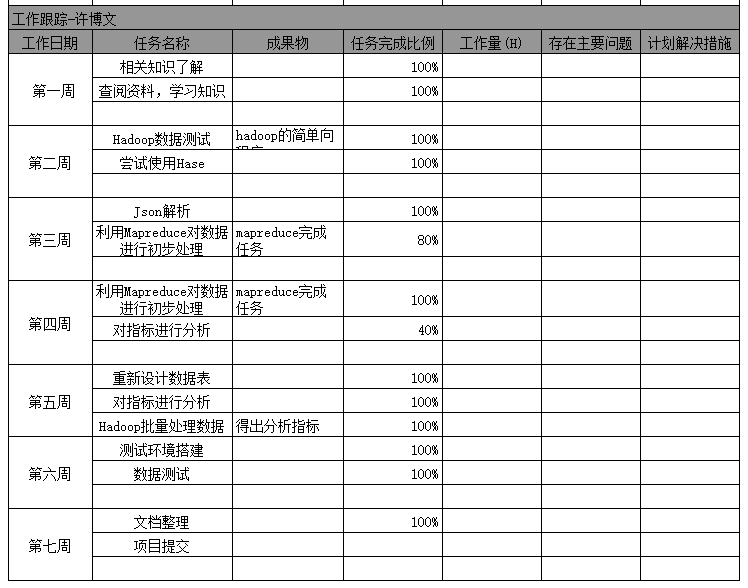 工作跟踪-许博文
工作日期 任务名称 成果物 任务完成比例 工作量(H) 存在主要问题 计划解决措施
第一周
相关知识了解 100%
查阅资料，学习知识 100%
第二周
Hadoop数据测试 hadoop的简单向 100%
尝试使用Hase 100%
第三周
Json解析 100%
利用Mapreduce对数据 mapreduce完成
进行初步处理 任务 80%
第四周
利用Mapreduce对数据 mapreduce完成
进行初步处理 任务 100%
对指标进行分析 40%
第五周
重新设计数据表 100%
对指标进行分析 100%
Hadoop批量处理数据 得出分析指标 100%
第六周
测试环境搭建 100%
数据测试 100%
第七周
文档整理 100%
项目提交